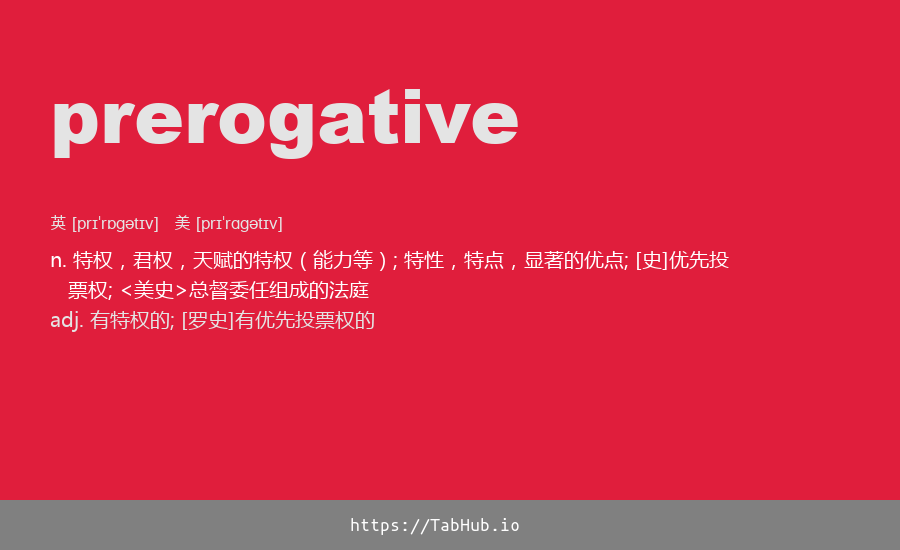 prerogative
英 [prɪˈrɒgətɪv] 美 [prɪˈrɑgətɪv]
n. 特权，君权，天赋的特权（能力等）; 特性，特点，显著的优点; [史]优先投
票权; <美史>总督委任组成的法庭
adj. 有特权的; [罗史]有优先投票权的
https://TabHub.io